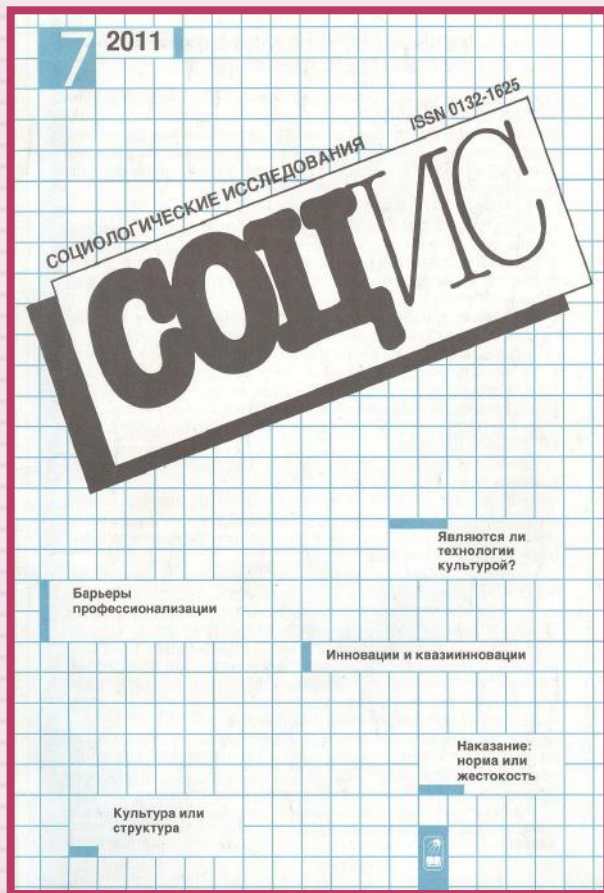 7 2011
ISSN 0132-1625
СОЦИОЛОГИЧЕСКИЕ ИССЛЕДОВАНИЯ
СОЦИС
Являются ли
технологии
культурой?
Барьеры
профессионализации
Инновации и квазиинновации
Наказание:
норма или
жестокость
Культура или
структура